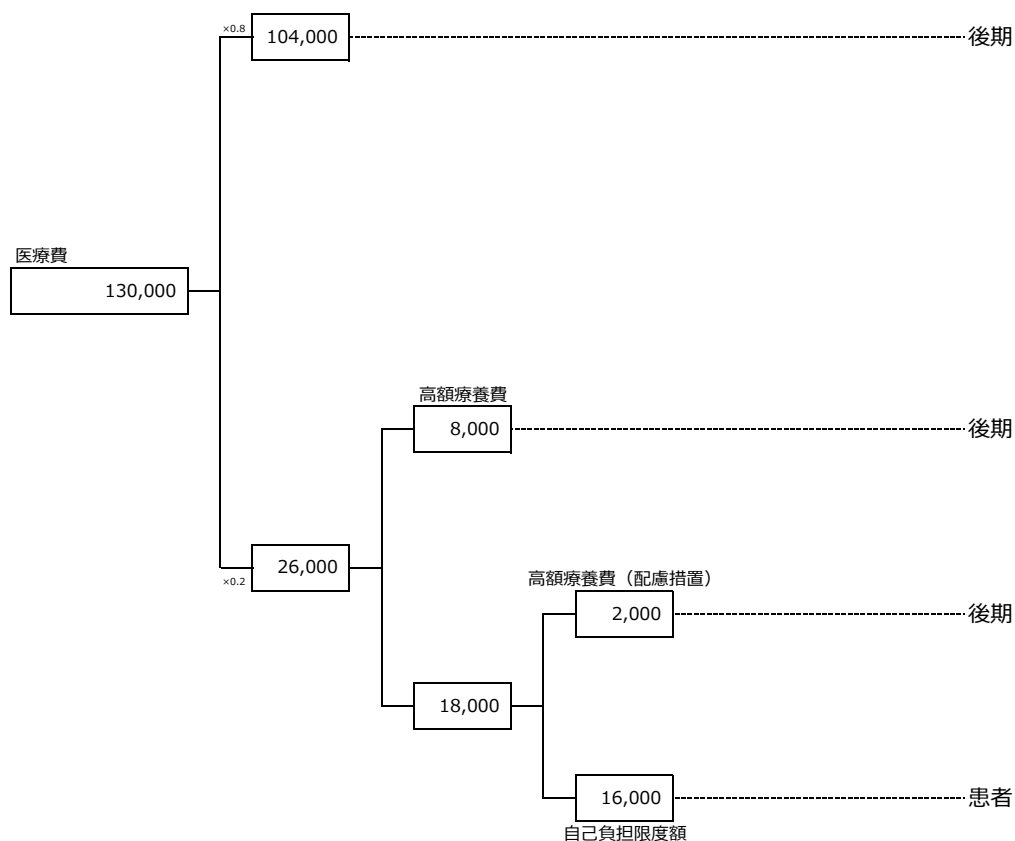 ×0.8
104,000
後期
医療費
130,000
高額療養費
8,000
後期
×0.2
26,000
高額療養費（配慮措置）
2,000
後期
18,000
16,000
患者
自己負担限度額